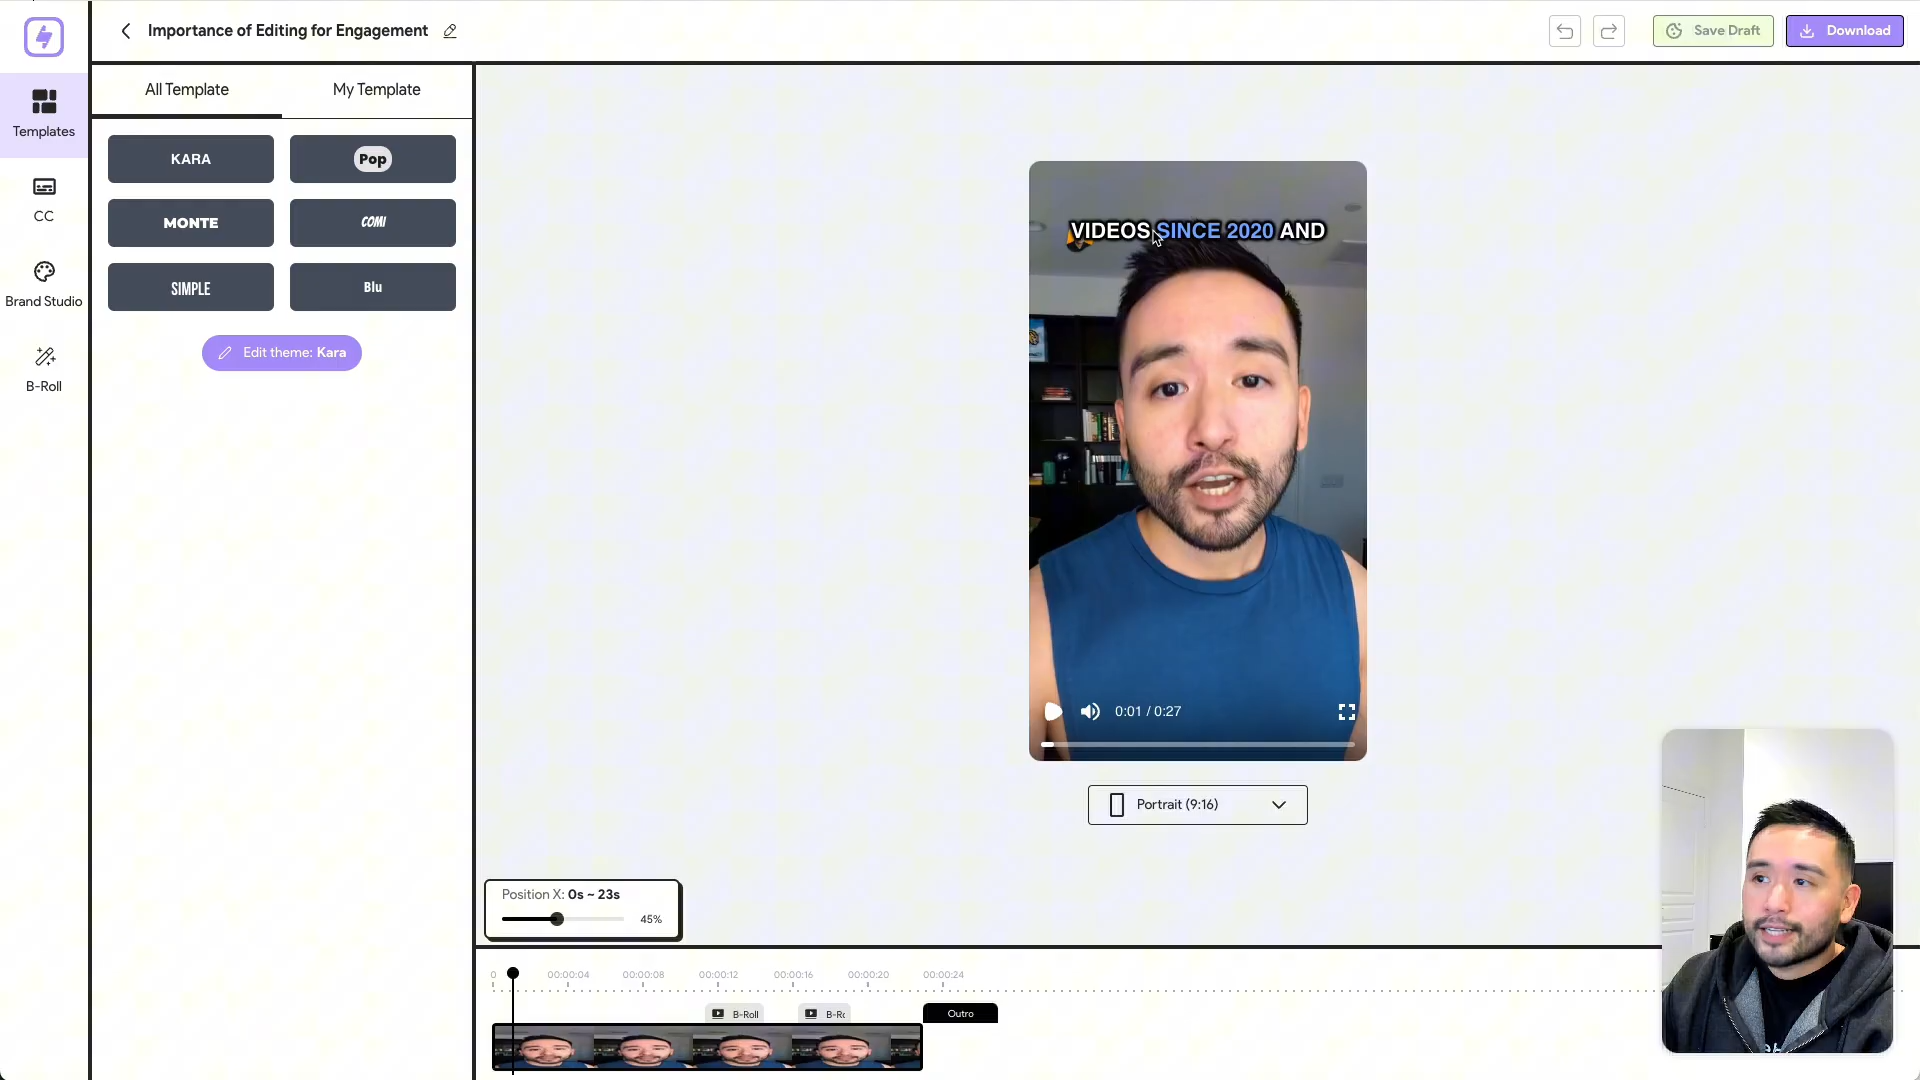 Importance of Editing for Engagement
Save Draft
Download
Templates
CC
Brand Studio
B-Roll
All Template
My Template
KARA
Pop
MONTE
COMI
SIMPLE
Blu
Edit theme: Kara
VIDEOS SINCE 2020 AND
0:01 / 0:27
Portrait (9:16)
Position X: 0s ~ 23s
45%
0
00:00:04
00:00:08
00:00:12
00:00:16
00:00:20
00:00:24
B-Roll
B-Rc
Outro